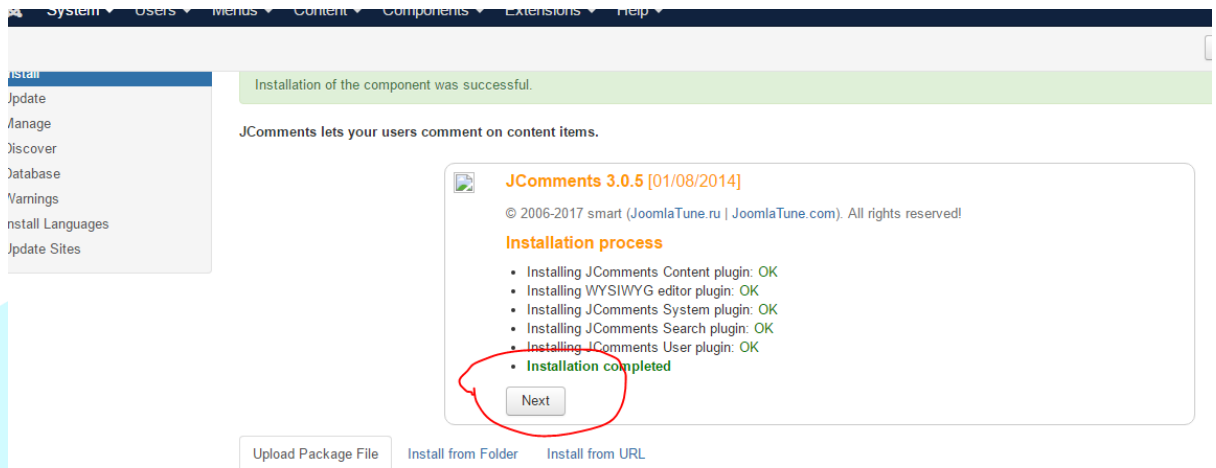 System Users Menus Content Components Extensions Help
Install
Update
Manage
Discover
Database
Warnings
Install Languages
Update Sites
Installation of the component was successful.
JComments lets your users comment on content items.
JComments 3.0.5 [01/08/2014]
© 2006-2017 smart (JoomlaTune.ru | JoomlaTune.com). All rights reserved!
Installation process
• Installing JComments Content plugin: OK
• Installing WYSIWYG editor plugin: OK
• Installing JComments System plugin: OK
• Installing JComments Search plugin: OK
• Installing JComments User plugin: OK
• Installation completed
Next
Upload Package File Install from Folder Install from URL